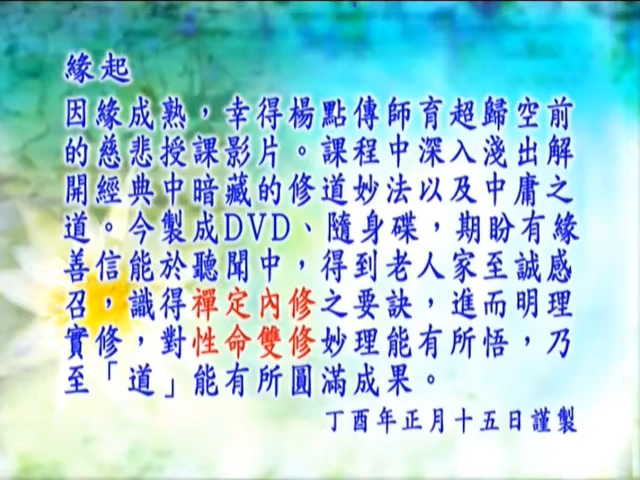 緣起
因緣成熟，幸得楊點傳師育超歸空前
的慈悲授課影片。課程中深入淺出解
開經典中暗藏的修道妙法以及中庸之
道。今製成DVD、隨身碟，期盼有緣
善信能於聽聞中，得到老人家至誠感
召，識得禪定內修之要訣，進而明理
實修，對性命雙修妙理能有所悟，乃
至「道」能有所圓滿成果。
丁酉年正月十五日謹製